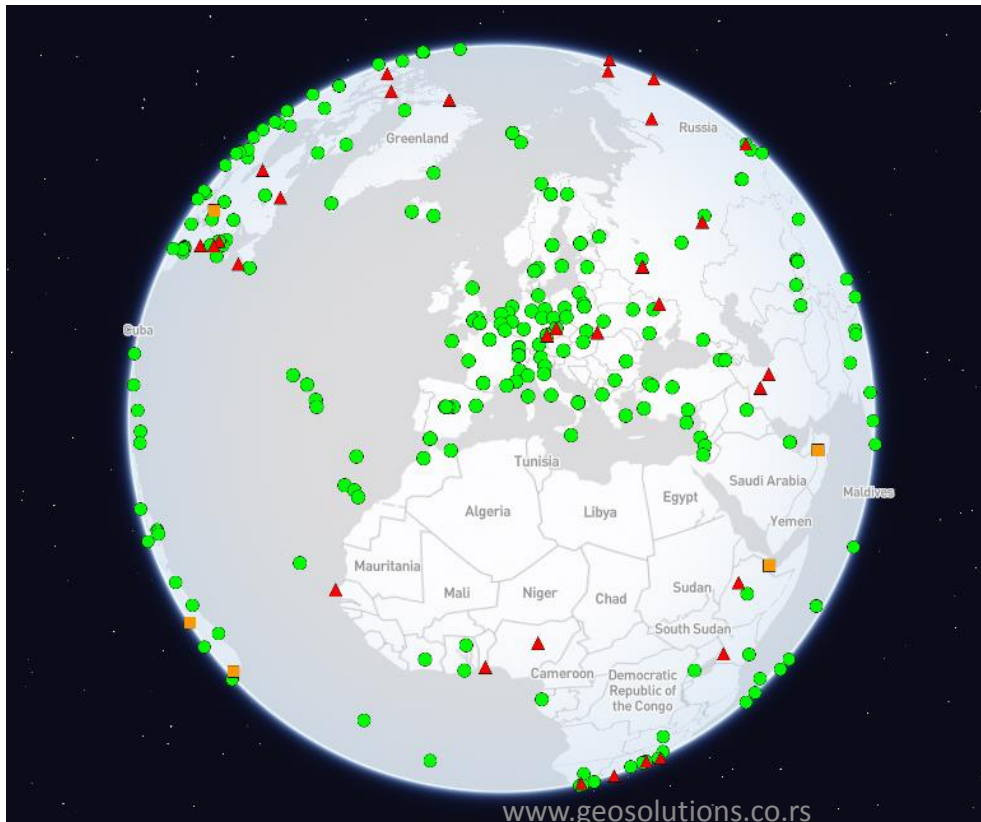 Greenland
Russia
Cuba
Tunisia
Saudi Arabia
Maldives
Algeria
Libya
Egypt
Yemen
Mauritania
Mali
Niger
Chad
Sudan
South Sudan
Cameroon
Democratic
Republic of
the Congo
www.geosolutions.co.rs